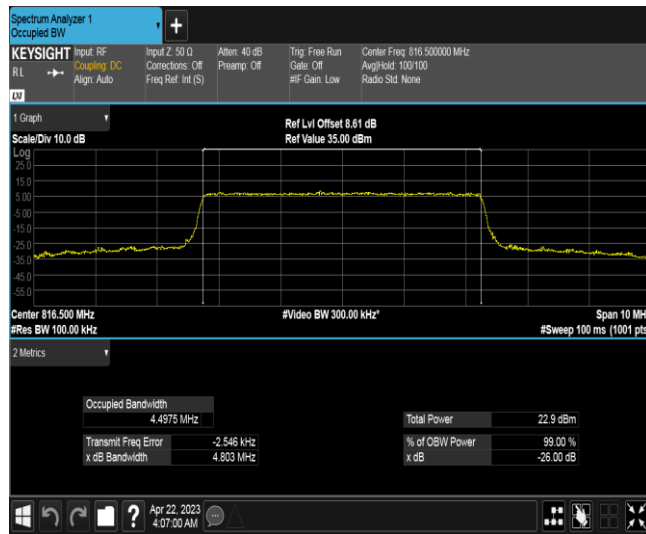 Spectrum Analyzer 1
Occupied BW
+
KEYSIGHT Input: RF Input Z: 50 Ω Atten: 40 dB Trig: Free Run Center Freq: 816.500000 MHz
RL Coupling: DC Corrections: Off Preamp: Off Gate: Off Avg|Hold: 100/100
Align: Auto Freq Ref: Int (S) #IF Gain: Low Radio Std: None
LXI
1 Graph
Ref Lvl Offset 8.61 dB
Scale/Div 10.0 dB Ref Value 35.00 dBm
Log
25.0
15.0
5.00
-5.00
-15.0
-25.0
-35.0
-45.0
-55.0
Center 816.500 MHz #Video BW 300.00 kHz* Span 10 MH
#Res BW 100.00 kHz #Sweep 100 ms (1001 pts
2 Metrics
Occupied Bandwidth
4.4975 MHz Total Power 22.9 dBm
Transmit Freq Error -2.546 kHz % of OBW Power 99.00 %
x dB Bandwidth 4.803 MHz x dB -26.00 dB
? Apr 22, 2023
4:07:00 AM